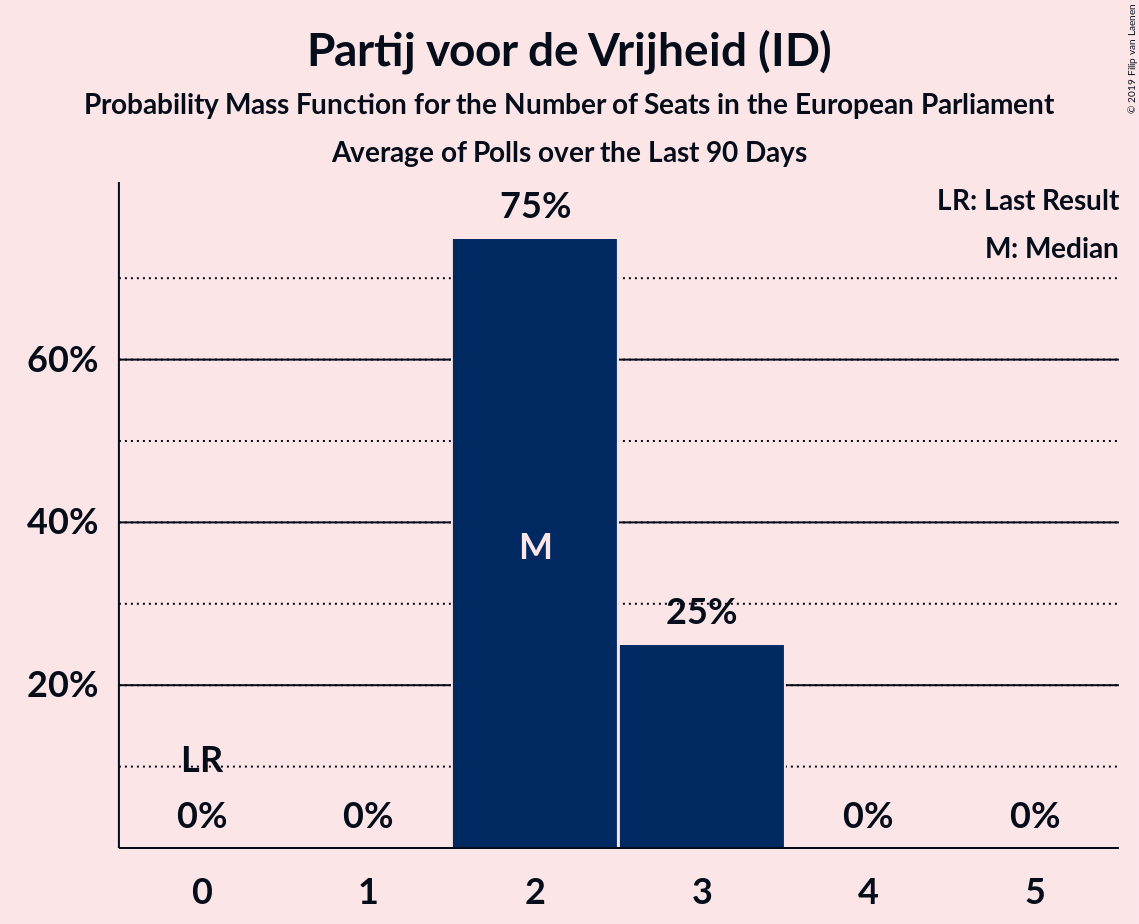 Partij voor de Vrijheid (ID)
Probability Mass Function for the Number of Seats in the European Parliament
Average of Polls over the Last 90 Days
© 2019 Filip van Laenen
LR: Last Result
M: Median
75%
60%
40%
M
25%
20%
LR
0%
0%
0%
0%
0
1
2
3
4
5